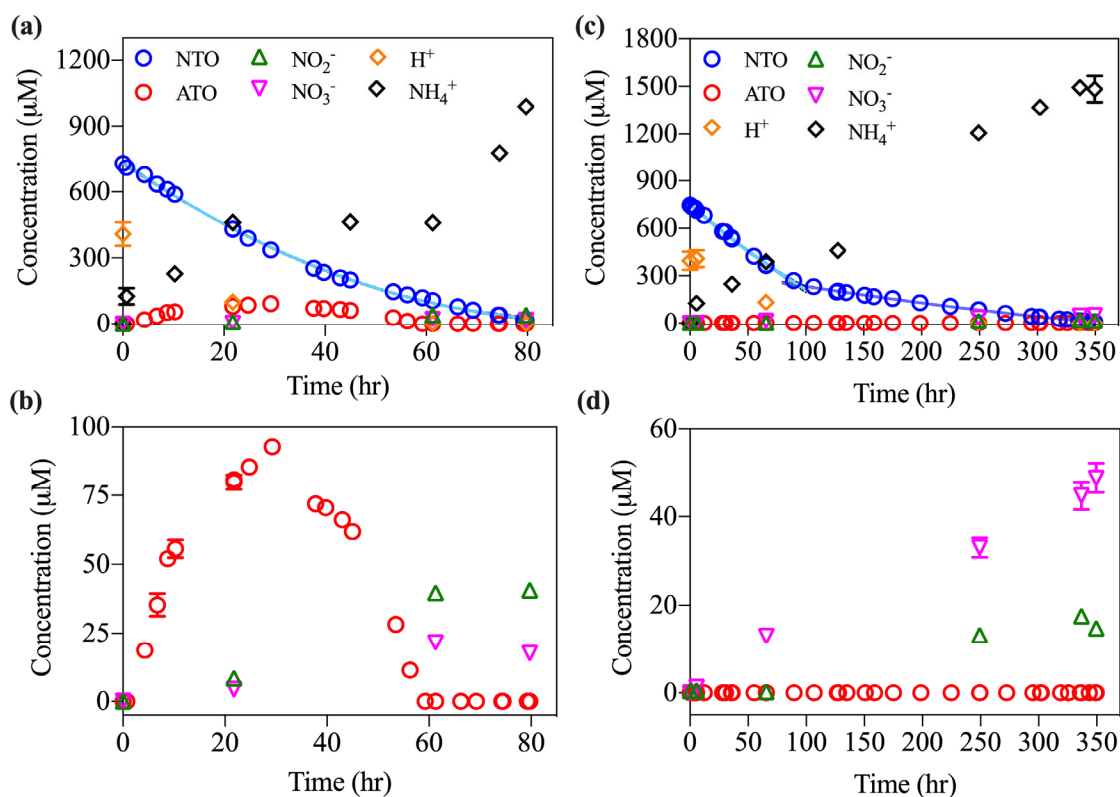 (a)
Concentration (μM)
1200
900
600
300
0
NTO
NO₂⁻
H⁺
ATO
NO₃⁻
NH₄⁺
0 20 40 60 80
Time (hr)
(c)
Concentration (μM)
1800
1500
1200
900
600
300
0
NTO
NO₂⁻
ATO
NO₃⁻
H⁺
NH₄⁺
0 50 100 150 200 250 300 350
Time (hr)
(b)
Concentration (μM)
100
75
50
25
0
0 20 40 60 80
Time (hr)
(d)
Concentration (μM)
60
40
20
0
0 50 100 150 200 250 300 350
Time (hr)